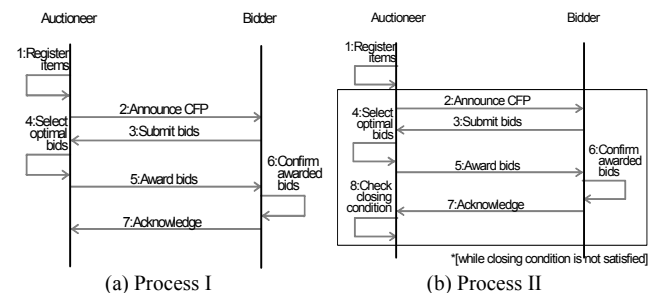 Auctioneer
Bidder
1:Register
items
2:Announce CFP
3:Submit bids
4:Select
optimal
bids
5:Award bids
6:Confirm
awarded
bids
7:Acknowledge
(a) Process I
Auctioneer
Bidder
1:Register
items
2:Announce CFP
3:Submit bids
4:Select
optimal
bids
5:Award bids
6:Confirm
awarded
bids
8:Check
closing
condition
7:Acknowledge
*[while closing condition is not satisfied]
(b) Process II